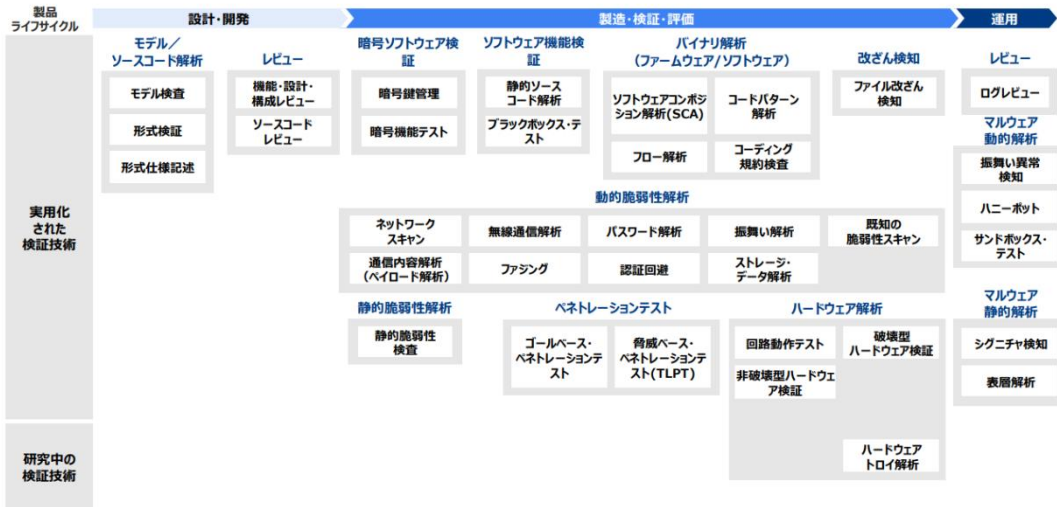 製品
ライフサイクル
設計・開発
製造・検証・評価
運用
実用化
された
検証技術
モデル／
ソースコード解析
モデル検査
形式検証
形式仕様記述
レビュー
機能・設計・
構成レビュー
ソースコード
レビュー
暗号ソフトウェア検
証
暗号鍵管理
暗号機能テスト
ソフトウェア機能検
証
静的ソース
コード解析
ブラックボックス・テ
スト
バイナリ解析
(ファームウェア/ソフトウェア)
ソフトウェアコンポジ
ション解析(SCA)
コードパターン
解析
フロー解析
コーディング
規約検査
改ざん検知
ファイル改ざん
検知
レビュー
ログレビュー
マルウェア
動的解析
振舞い異常
検知
ハニーポット
サンドボックス・
テスト
動的脆弱性解析
ネットワーク
スキャン
無線通信解析
パスワード解析
振舞い解析
既知の
脆弱性スキャン
通信内容解析
(ペイロード解析)
ファジング
認証回避
ストレージ・
データ解析
静的脆弱性解析
静的脆弱性
検査
ペネトレーションテスト
ゴールベース・
ペネトレーションテ
スト
脅威ベース・
ペネトレーションテ
スト(TLPT)
ハードウェア解析
回路動作テスト
破壊型
ハードウェア検証
非破壊型ハードウェ
ア検証
マルウェア
静的解析
シグニチャ検知
表層解析
研究中の
検証技術
ハードウェア
トロイ解析